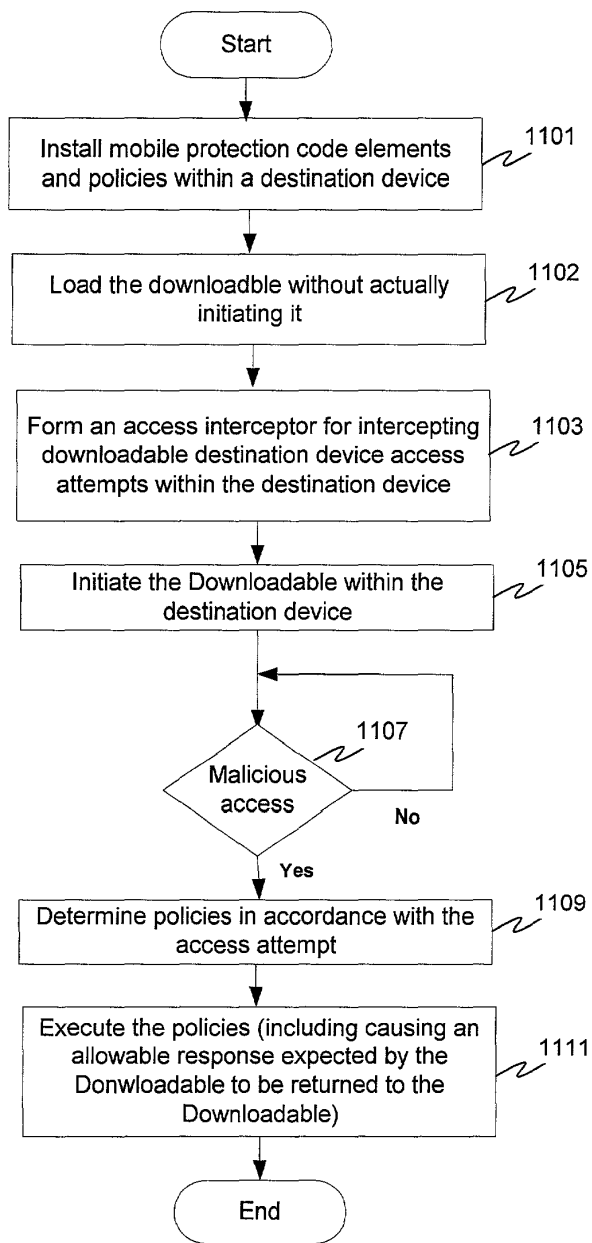 Start
Install mobile protection code elements
and policies within a destination device
1101
Load the downloadble without actually
initiating it
1102
Form an access interceptor for intercepting
downloadable destination device access
attempts within the destination device
1103
Initiate the Downloadable within the
destination device
1105
Malicious
access
1107
No
Yes
Determine policies in accordance with the
access attempt
1109
Execute the policies (including causing an
allowable response expected by the
Donwloadable to be returned to the
Downloadable)
1111
End